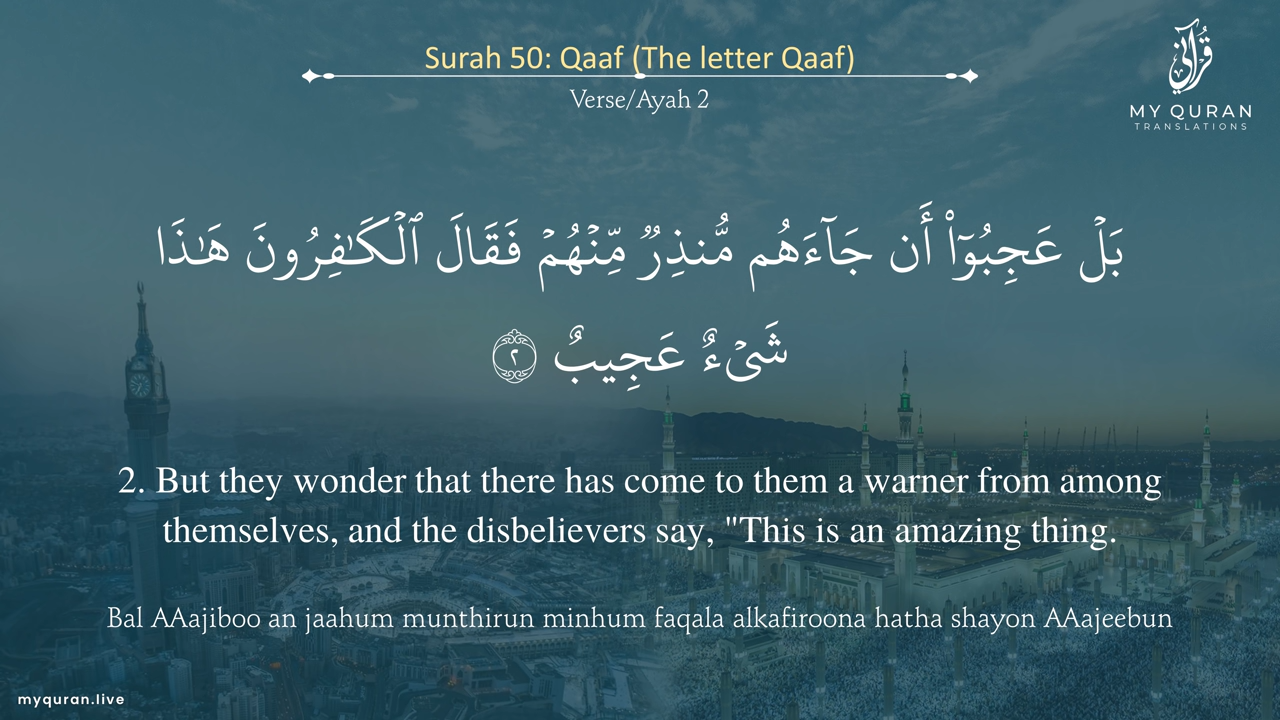 Surah 50: Qaaf (The letter Qaaf)
Verse/Ayah 2
قرآني
MY QURAN
TRANSLATIONS
بَلْ عَجِبُوٓا۟ أَن جَآءَهُم مُّنذِرٌ مِّنْهُمْ فَقَالَ ٱلْكَـٰفِرُونَ هَـٰذَا
شَىْءٌ عَجِيبٌ ٢
2. But they wonder that there has come to them a warner from among
themselves, and the disbelievers say, "This is an amazing thing.
Bal AAajiboo an jaahum munthirun minhum faqala alkafiroona hatha shayon AAajeebun
myquran.live